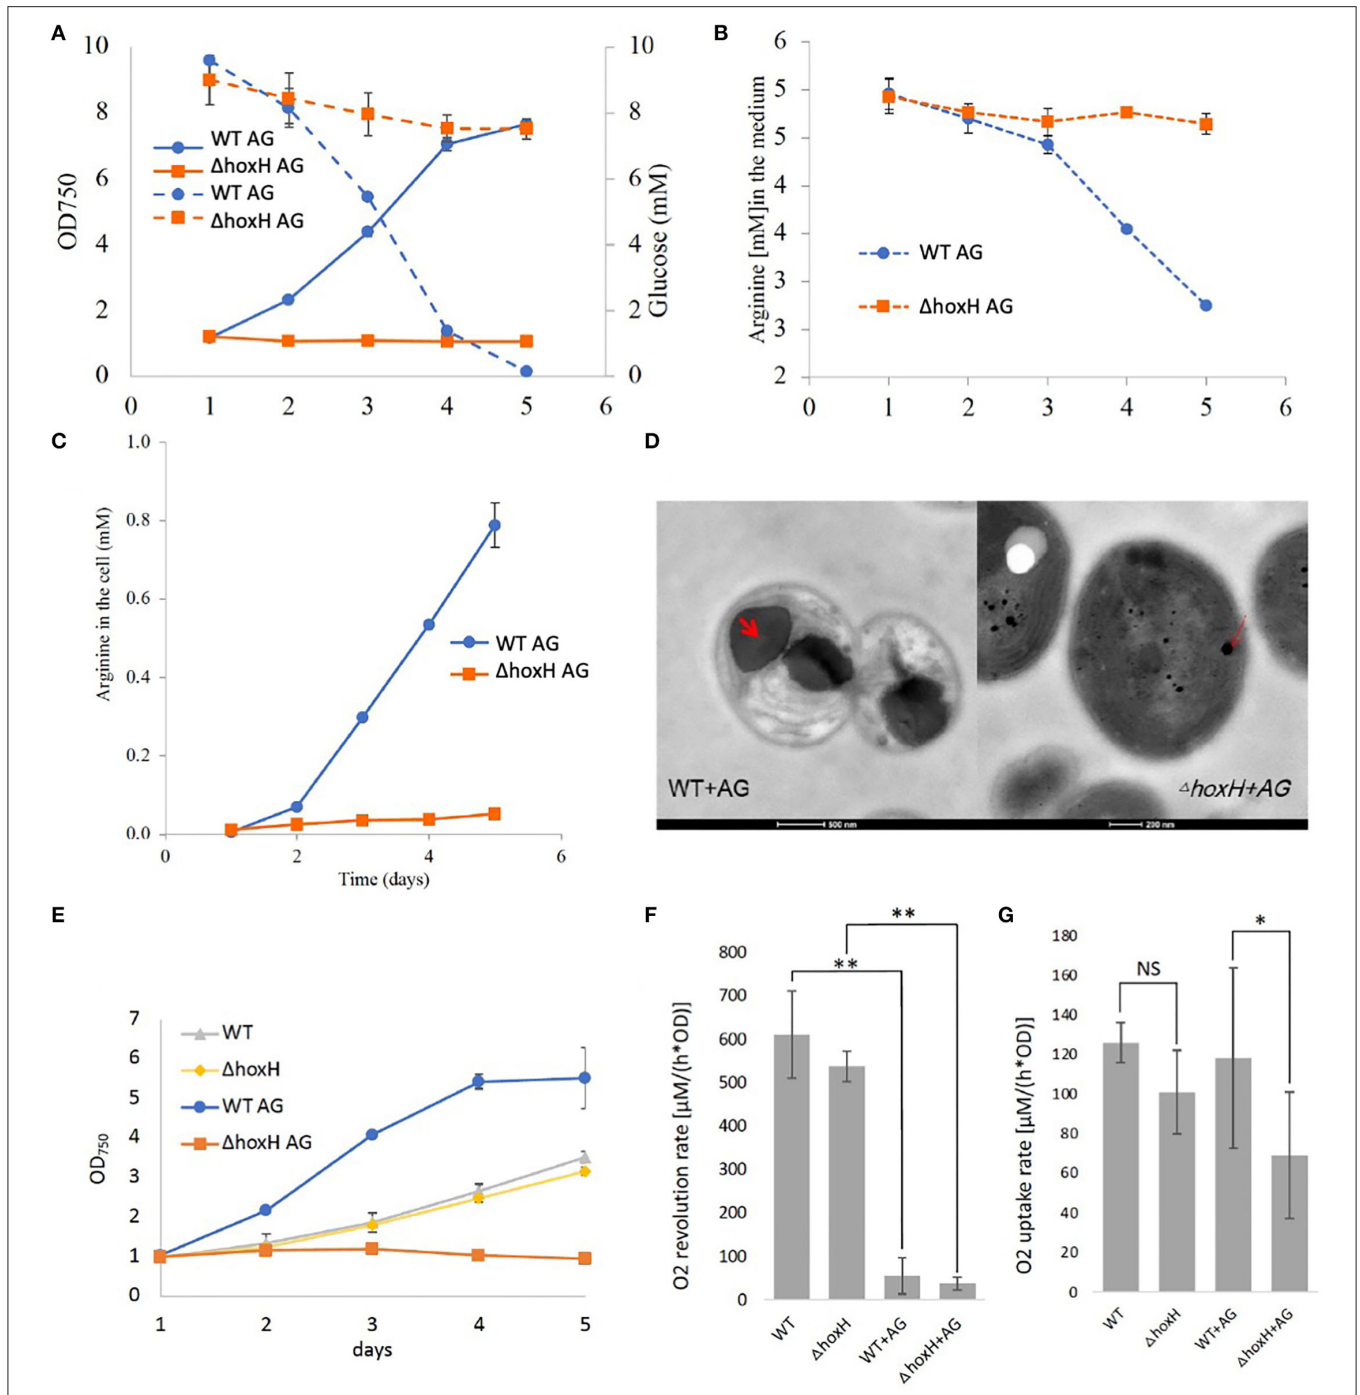 A
10
8
6
4
2
0
OD750
WT AG
ΔhoxH AG
WT AG
ΔhoxH AG
10
8
6
4
2
0
Glucose (mM)
0 1 2 3 4 5 6
B
6
5
5
4
4
3
3
2
Arginine [mM]in the medium
WT AG
ΔhoxH AG
0 1 2 3 4 5 6
C
1.0
0.8
0.6
0.4
0.2
0.0
Arginine in the cell (mM)
WT AG
ΔhoxH AG
0 2 4 6
Time (days)
D
WT+AG
500 nm
ΔhoxH+AG
200 nm
E
7
6
5
4
3
2
1
0
OD750
WT
ΔhoxH
WT AG
ΔhoxH AG
1 2 3 4 5
days
F
800
700
600
500
400
300
200
100
0
O2 revolution rate [µM/(h*OD)]
**
**
WT
ΔhoxH
WT+AG
ΔhoxH+AG
G
180
160
140
120
100
80
60
40
20
0
O2 uptake rate [µM/(h*OD)]
NS
*
WT
ΔhoxH
WT+AG
ΔhoxH+AG